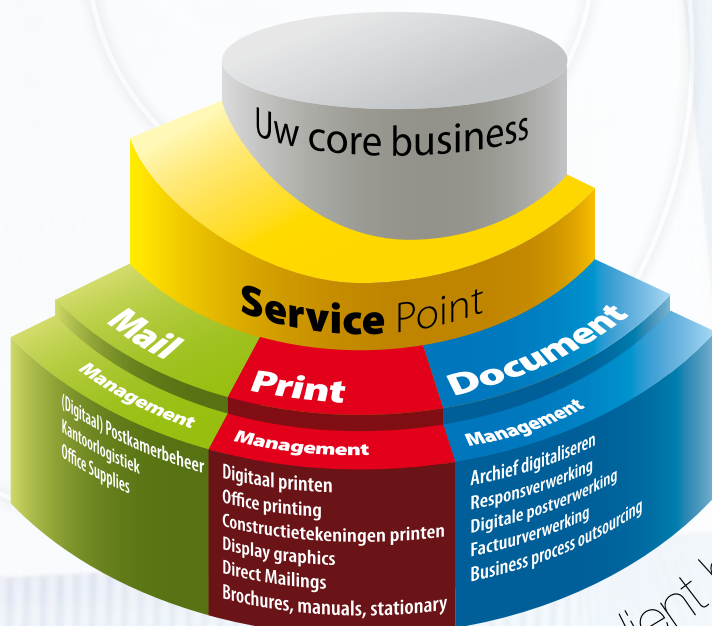 Uw core business
Service Point
Mail
Management
(Digitaal) Postkamerbeheer
Kantoorlogistiek
Office Supplies
Print
Management
Digitaal printen
Office printing
Constructietekeningen printen
Display graphics
Direct Mailings
Brochures, manuals, stationary
Document
Management
Archief digitaliseren
Responsverwerking
Digitale postverwerking
Factuurverwerking
Business process outsourcing